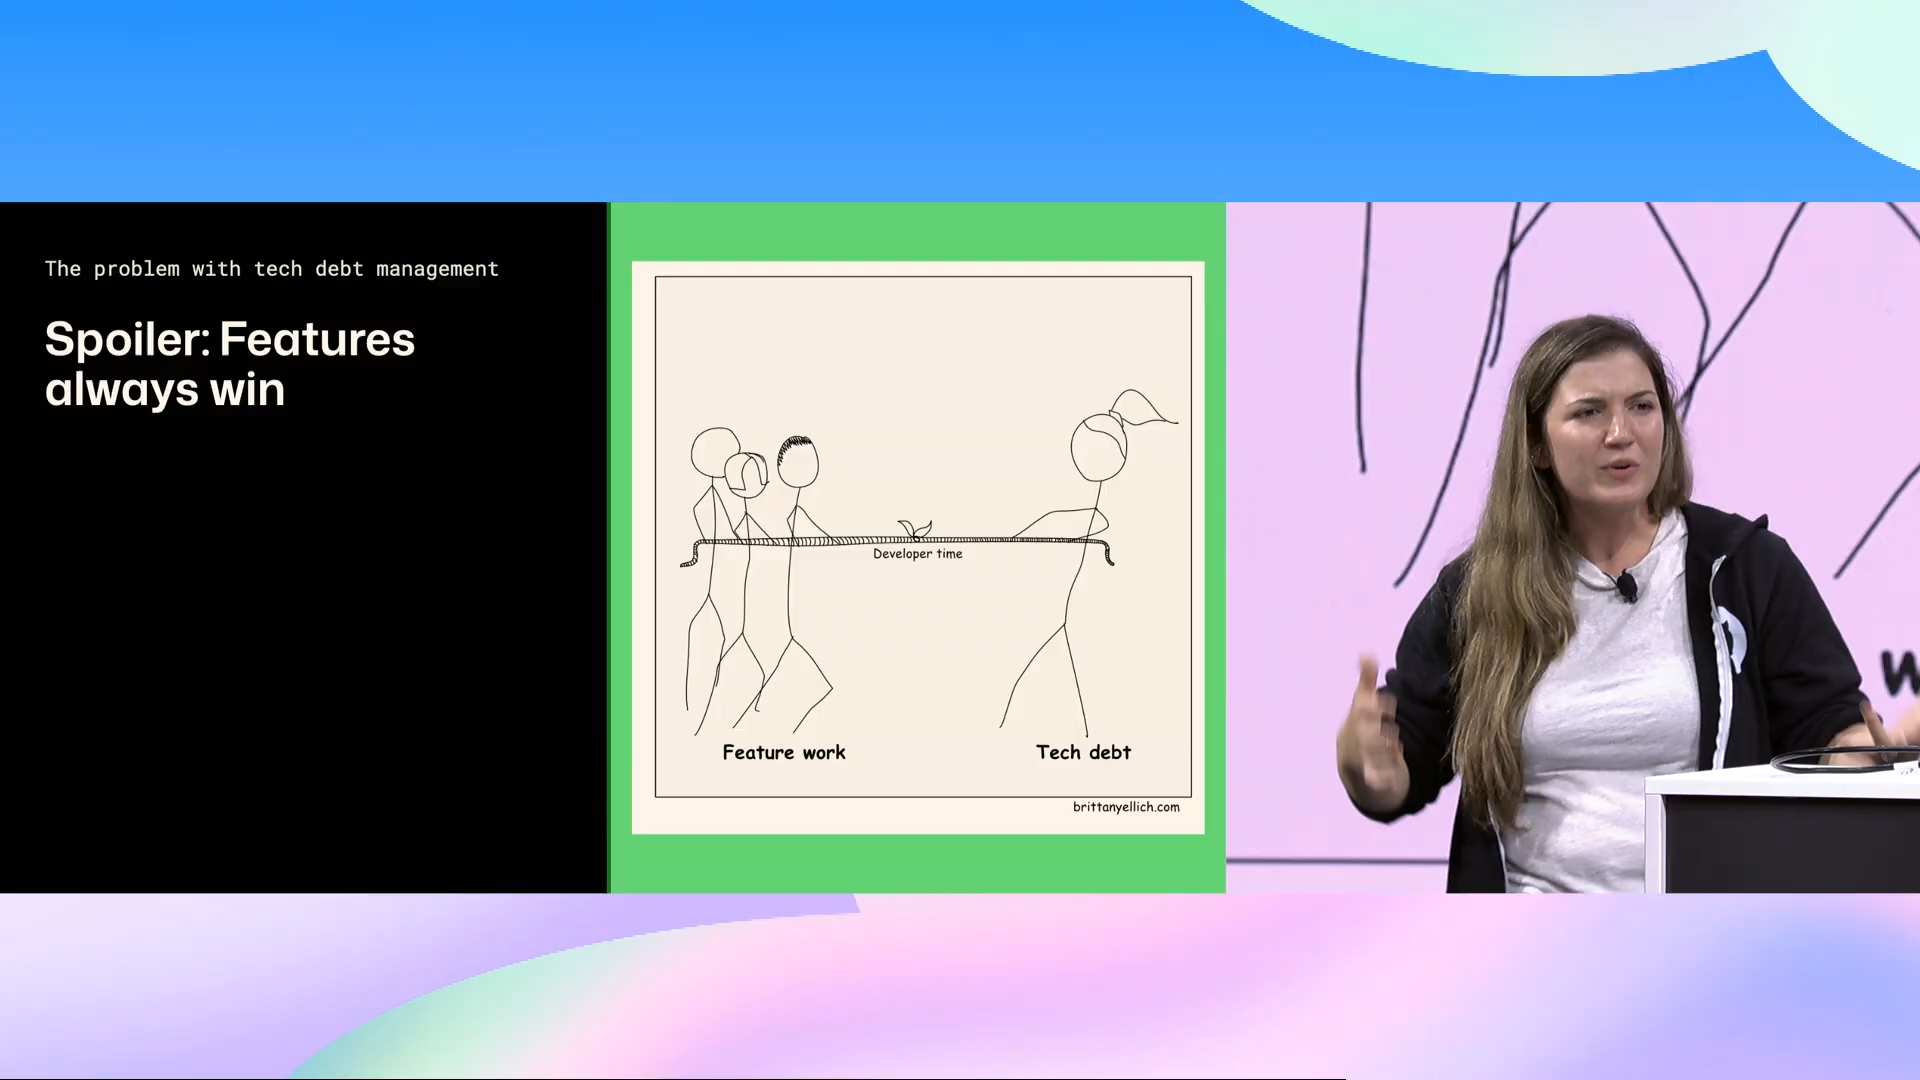 The problem with tech debt management
Spoiler: Features
always win
Developer time
Feature work
Tech debt
brittanyellich.com